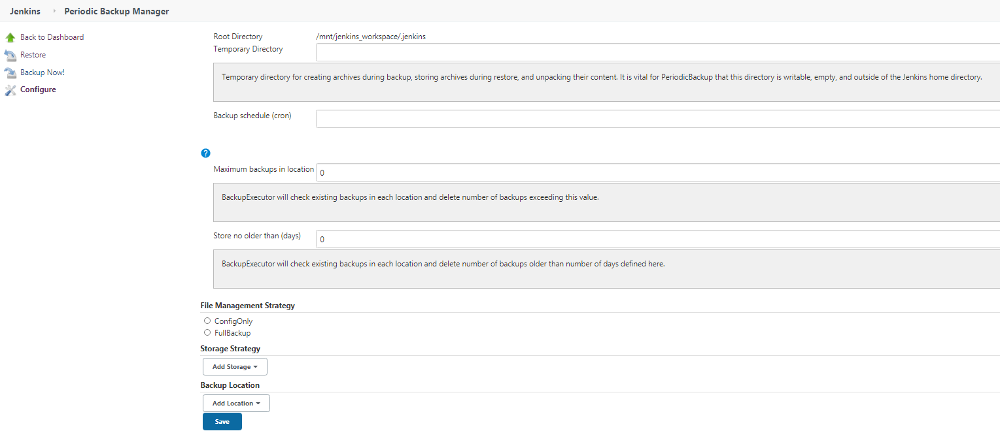 Jenkins Periodic Backup Manager
Back to Dashboard
Restore
Backup Now!
Configure
Root Directory /mnt/jenkins_workspace/.jenkins
Temporary Directory
Temporary directory for creating archives during backup, storing archives during restore, and unpacking their content. It is vital for PeriodicBackup that this directory is writable, empty, and outside of the Jenkins home directory.
Backup schedule (cron)
?
Maximum backups in location 0
BackupExecutor will check existing backups in each location and delete number of backups exceeding this value.
Store no older than (days) 0
BackupExecutor will check existing backups in each location and delete number of backups older than number of days defined here.
File Management Strategy
ConfigOnly
FullBackup
Storage Strategy
Add Storage
Backup Location
Add Location
Save